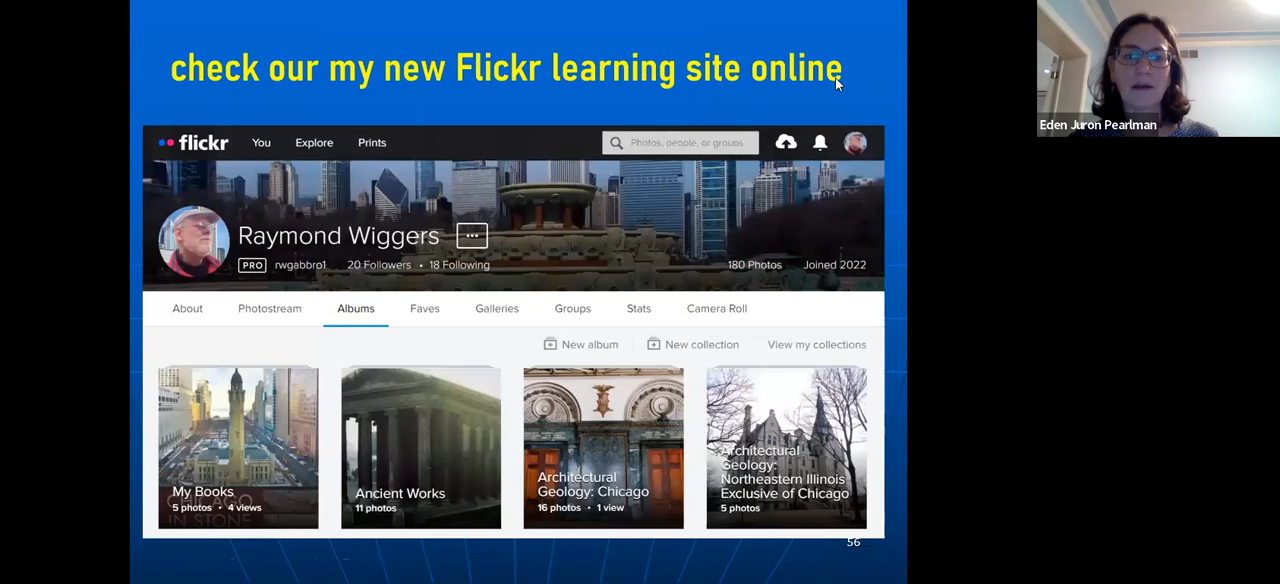 check our my new Flickr learning site online
Eden Juron Pearlman
flickr You Explore Prints Photos, people, or groups
Raymond Wiggers ...
PRO rwgabbro1 20 Followers • 18 Following 180 Photos Joined 2022
About Photostream Albums Faves Galleries Groups Stats Camera Roll
New album New collection View my collections
My Books
5 photos • 4 views
CHICAGO
IN STONE
Ancient Works
11 photos
Architectural
Geology: Chicago
16 photos • 1 view
Architectural
Geology:
Northeastern Illinois
Exclusive of Chicago
5 photos
56